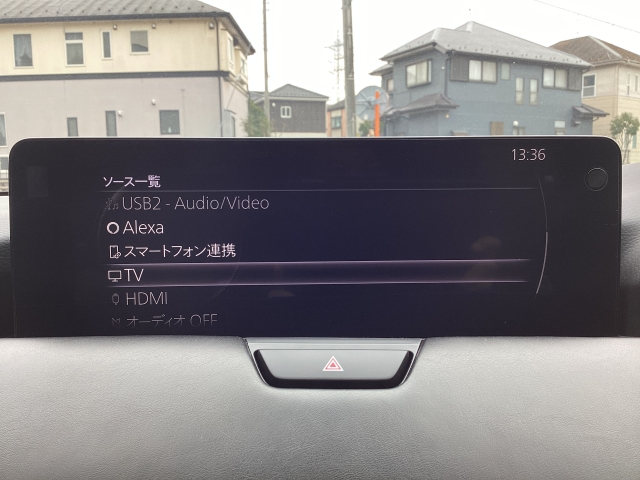 13:36
ソース一覧
USB2 - Audio/Video
Alexa
スマートフォン連携
TV
HDMI
オーディオ OFF